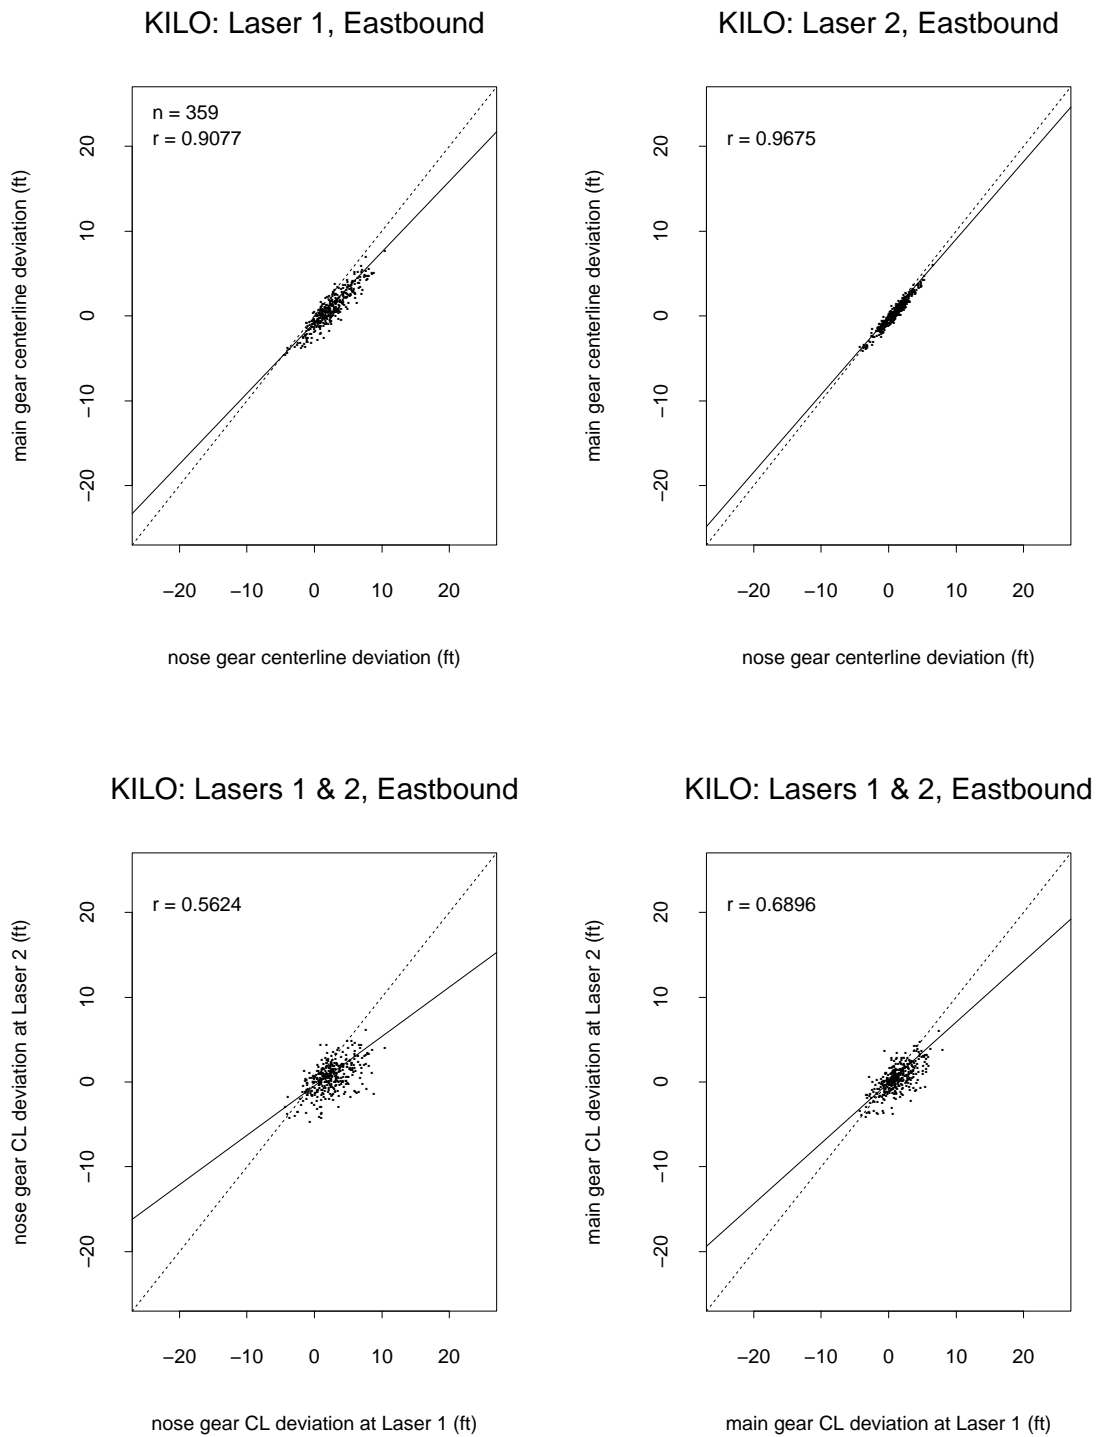 KILO: Laser 1, Eastbound
n = 359
r = 0.9077
main gear centerline deviation (ft)
20
10
0
−10
−20
−20 −10 0 10 20
nose gear centerline deviation (ft)
KILO: Laser 2, Eastbound
r = 0.9675
main gear centerline deviation (ft)
20
10
0
−10
−20
−20 −10 0 10 20
nose gear centerline deviation (ft)
KILO: Lasers 1 & 2, Eastbound
r = 0.5624
nose gear CL deviation at Laser 2 (ft)
20
10
0
−10
−20
−20 −10 0 10 20
nose gear CL deviation at Laser 1 (ft)
KILO: Lasers 1 & 2, Eastbound
r = 0.6896
main gear CL deviation at Laser 2 (ft)
20
10
0
−10
−20
−20 −10 0 10 20
main gear CL deviation at Laser 1 (ft)